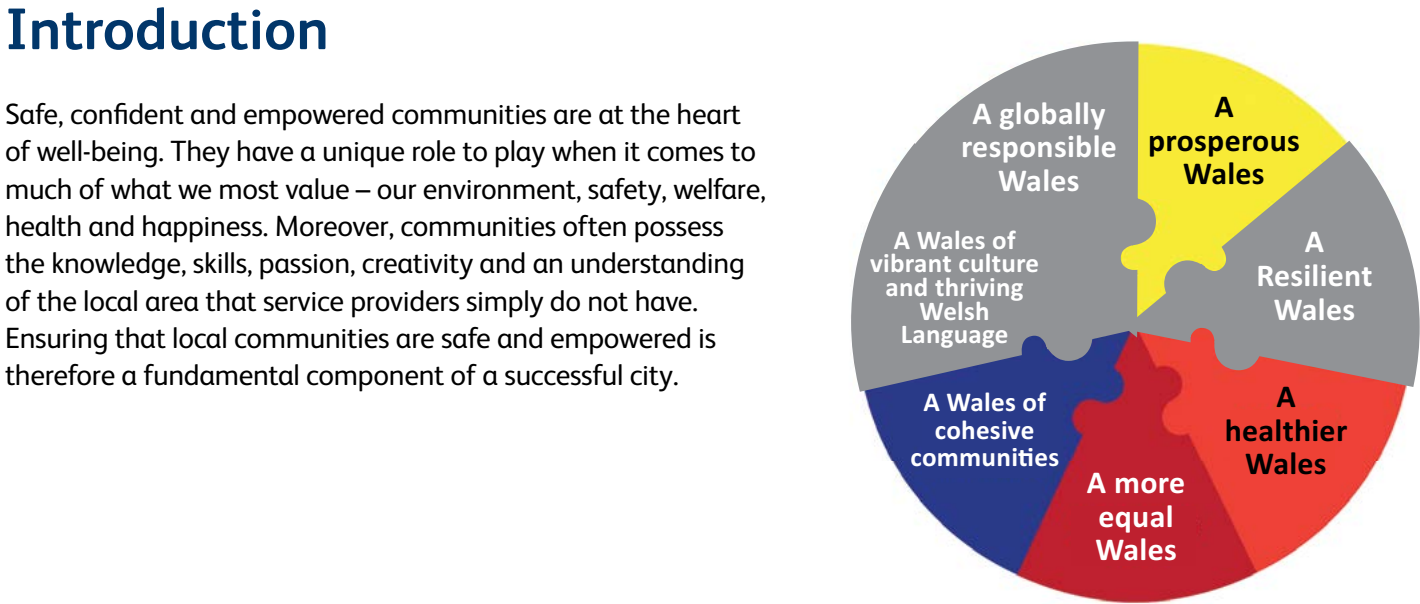 Introduction
Safe, confident and empowered communities are at the heart
of well-being. They have a unique role to play when it comes to
much of what we most value – our environment, safety, welfare,
health and happiness. Moreover, communities often possess
the knowledge, skills, passion, creativity and an understanding
of the local area that service providers simply do not have.
Ensuring that local communities are safe and empowered is
therefore a fundamental component of a successful city.
A globally
responsible
Wales
A
prosperous
Wales
A
Resilient
Wales
A
healthier
Wales
A more
equal
Wales
A Wales of
cohesive
communities
A Wales of
vibrant culture
and thriving
Welsh
Language